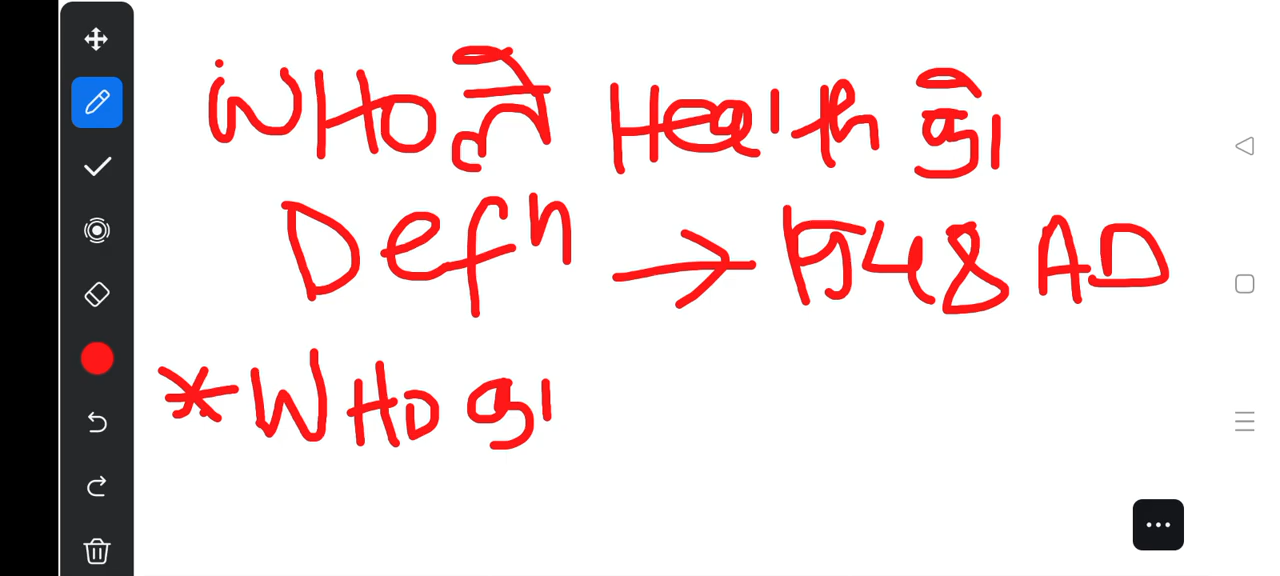 WHO ने Health
Defn → 1948 AD
* WHO